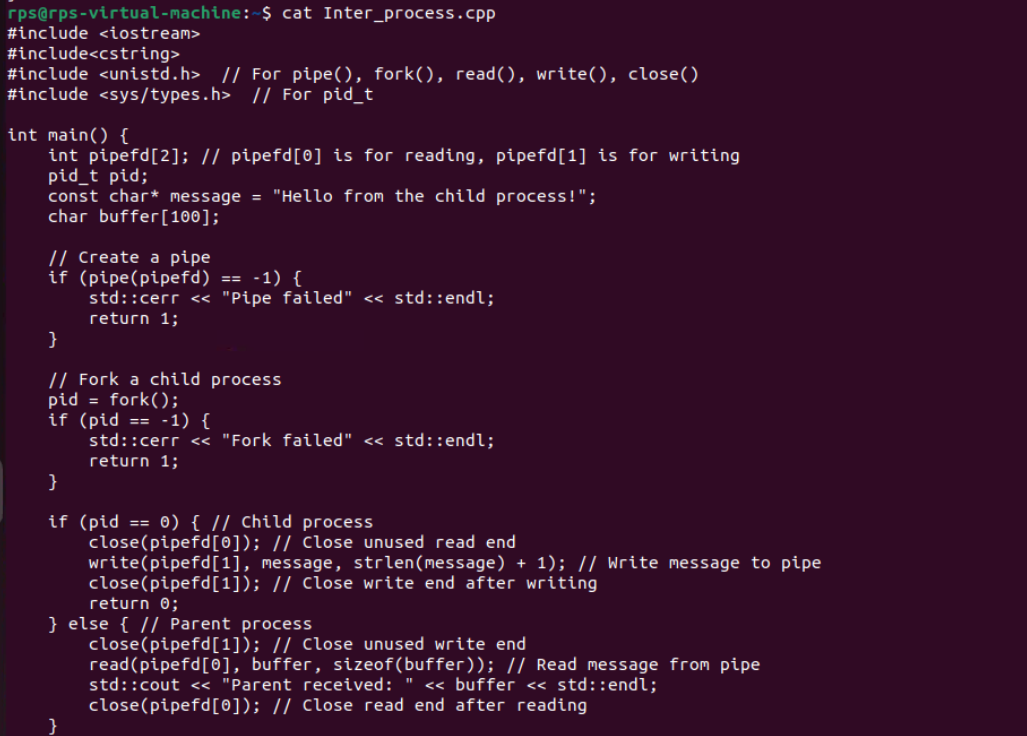 rps@rps-virtual-machine:~$ cat Inter_process.cpp
#include <iostream>
#include<cstring>
#include <unistd.h>  // For pipe(), fork(), read(), write(), close()
#include <sys/types.h>  // For pid_t

int main() {
    int pipefd[2]; // pipefd[0] is for reading, pipefd[1] is for writing
    pid_t pid;
    const char* message = "Hello from the child process!";
    char buffer[100];

    // Create a pipe
    if (pipe(pipefd) == -1) {
        std::cerr << "Pipe failed" << std::endl;
        return 1;
    }

    // Fork a child process
    pid = fork();
    if (pid == -1) {
        std::cerr << "Fork failed" << std::endl;
        return 1;
    }

    if (pid == 0) { // Child process
        close(pipefd[0]); // Close unused read end
        write(pipefd[1], message, strlen(message) + 1); // Write message to pipe
        close(pipefd[1]); // Close write end after writing
        return 0;
    } else { // Parent process
        close(pipefd[1]); // Close unused write end
        read(pipefd[0], buffer, sizeof(buffer)); // Read message from pipe
        std::cout << "Parent received: " << buffer << std::endl;
        close(pipefd[0]); // Close read end after reading
    }